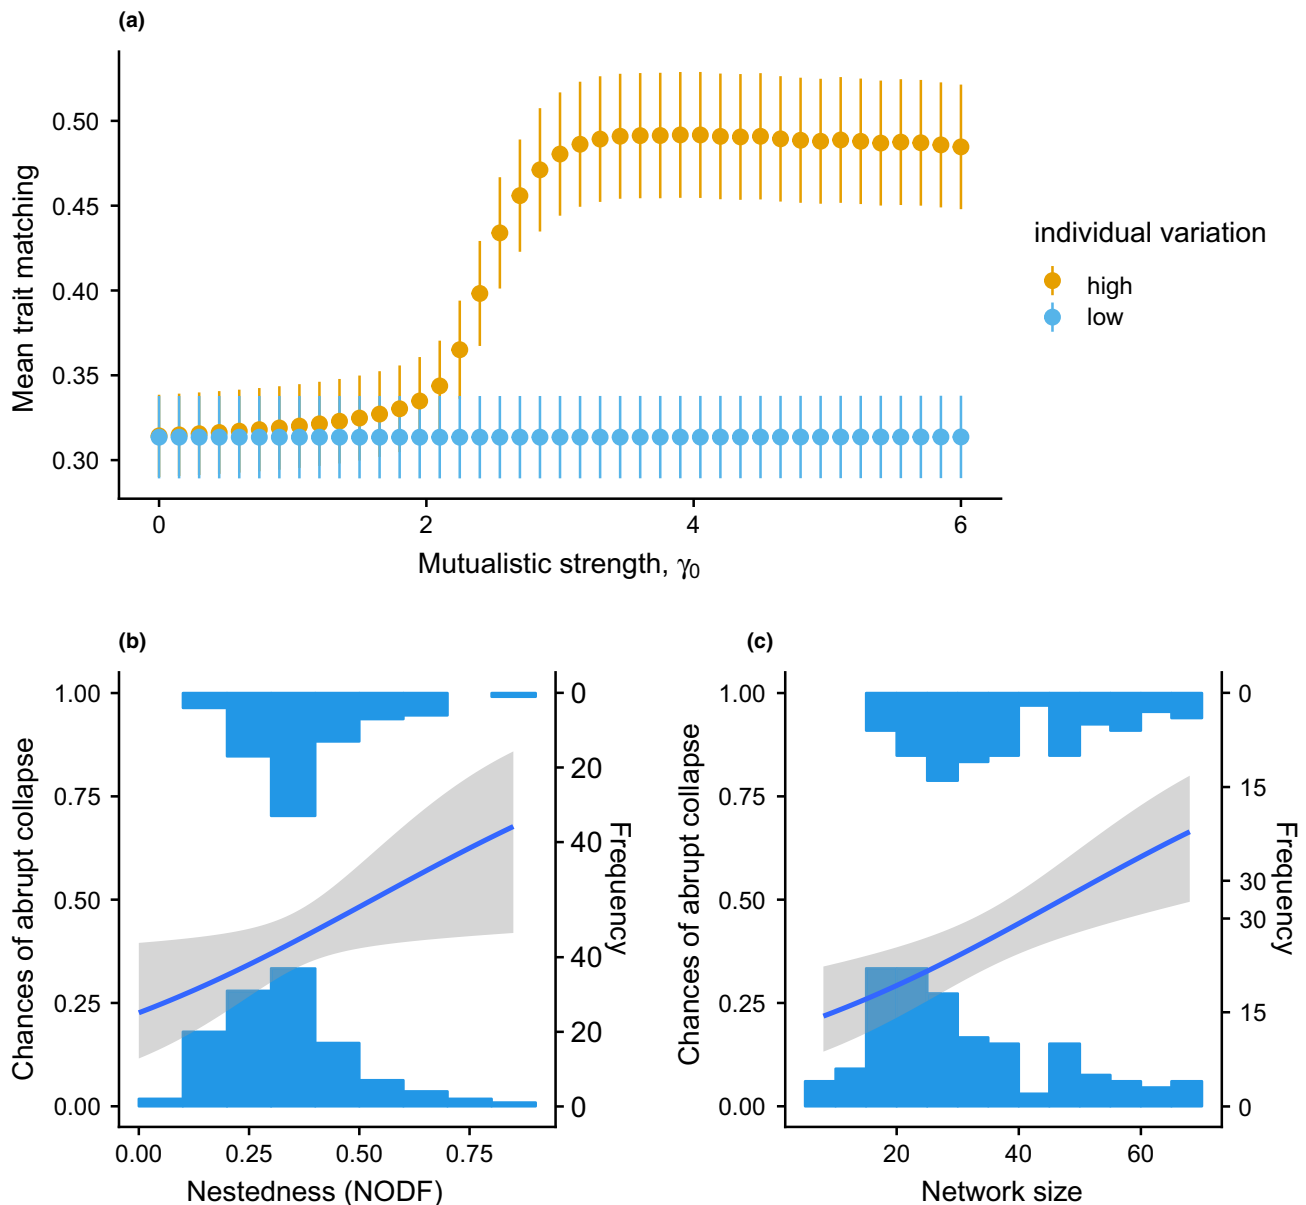 (a)
Mean trait matching
0.50
0.45
0.40
0.35
0.30
0
2
4
6
Mutualistic strength, γ0
individual variation
high
low
(b)
Chances of abrupt collapse
1.00
0.75
0.50
0.25
0.00
0
20
40
40
20
0
Frequency
0.00
0.25
0.50
0.75
Nestedness (NODF)
(c)
Chances of abrupt collapse
1.00
0.75
0.50
0.25
0.00
0
15
30
30
15
0
Frequency
20
40
60
Network size